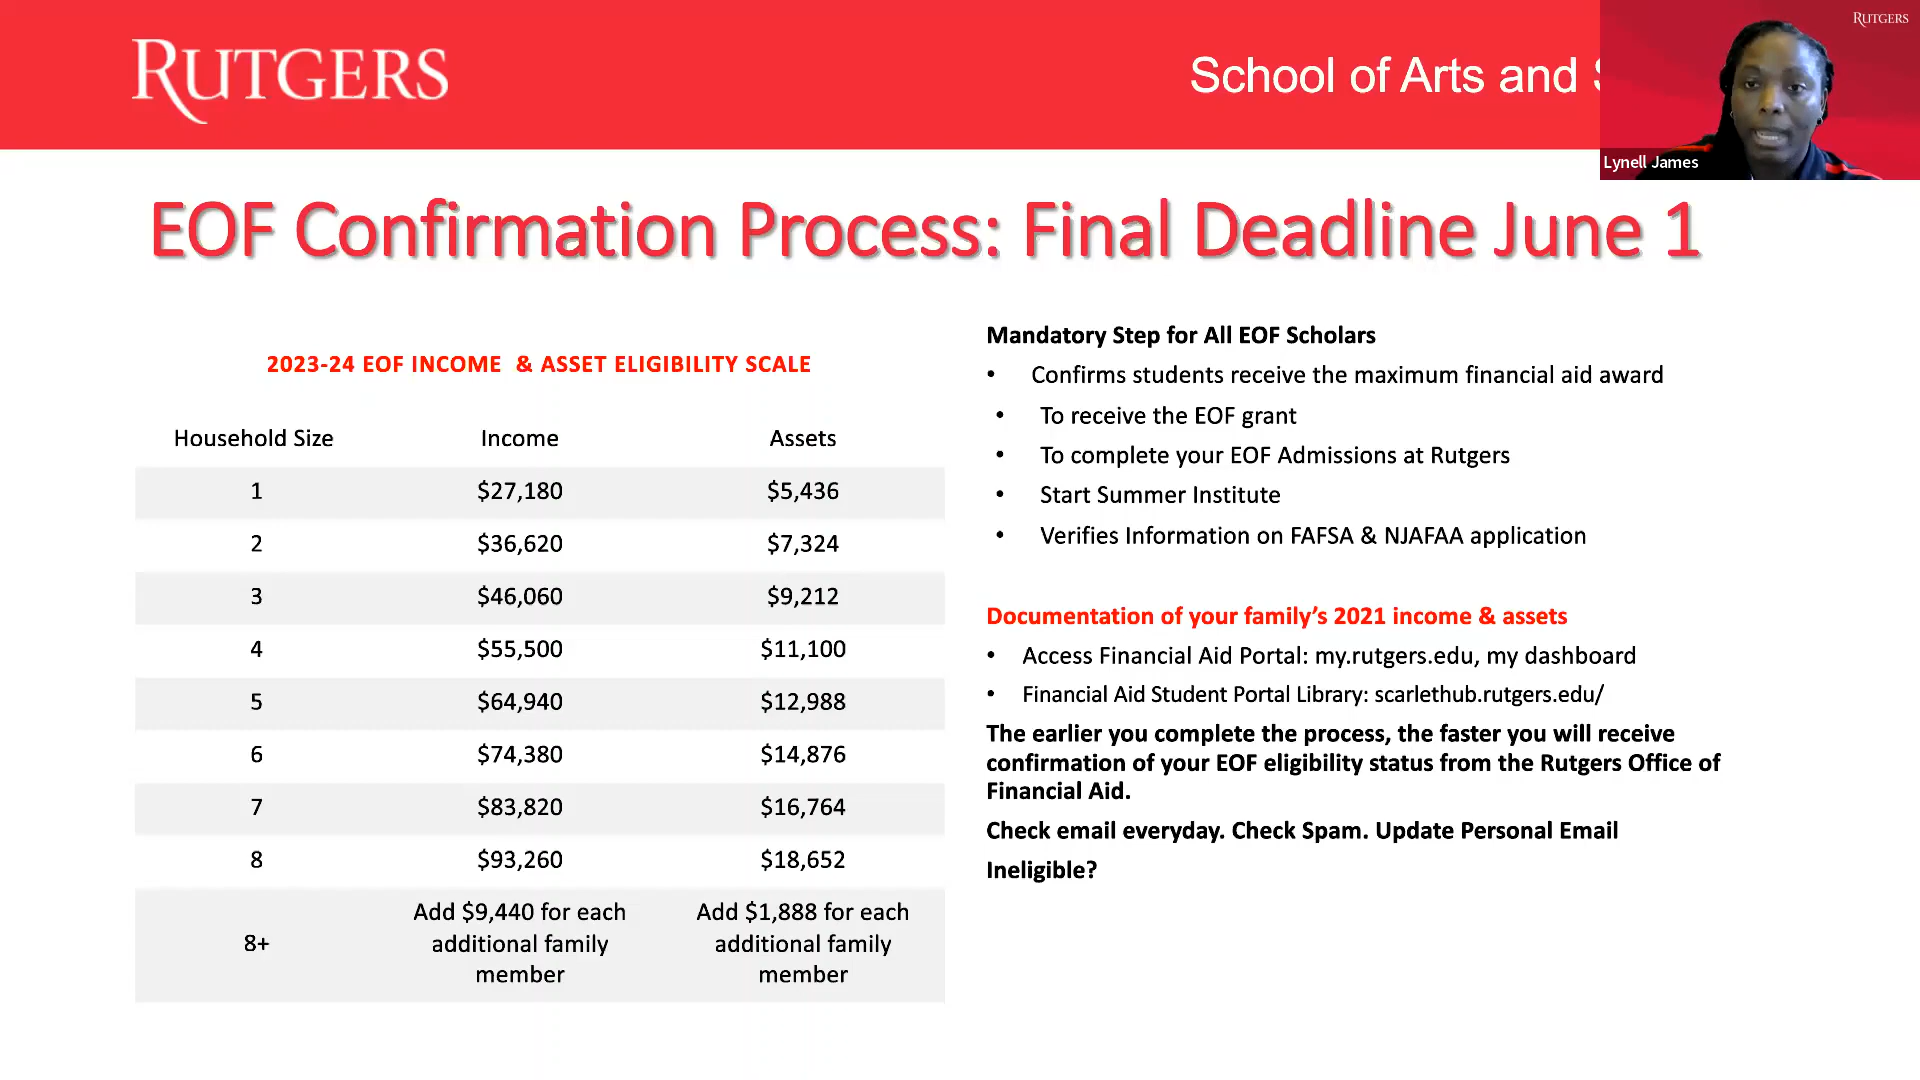 RUTGERS
School of Arts and
RUTGERS
Lynell James
EOF Confirmation Process: Final Deadline June 1
2023-24 EOF INCOME & ASSET ELIGIBILITY SCALE
Household Size Income Assets
1 $27,180 $5,436
2 $36,620 $7,324
3 $46,060 $9,212
4 $55,500 $11,100
5 $64,940 $12,988
6 $74,380 $14,876
7 $83,820 $16,764
8 $93,260 $18,652
8+ Add $9,440 for each additional family member Add $1,888 for each additional family member
Mandatory Step for All EOF Scholars
• Confirms students receive the maximum financial aid award
• To receive the EOF grant
• To complete your EOF Admissions at Rutgers
• Start Summer Institute
• Verifies Information on FAFSA & NJAFAA application
Documentation of your family’s 2021 income & assets
• Access Financial Aid Portal: my.rutgers.edu, my dashboard
• Financial Aid Student Portal Library: scarlethub.rutgers.edu/
The earlier you complete the process, the faster you will receive
confirmation of your EOF eligibility status from the Rutgers Office of
Financial Aid.
Check email everyday. Check Spam. Update Personal Email
Ineligible?